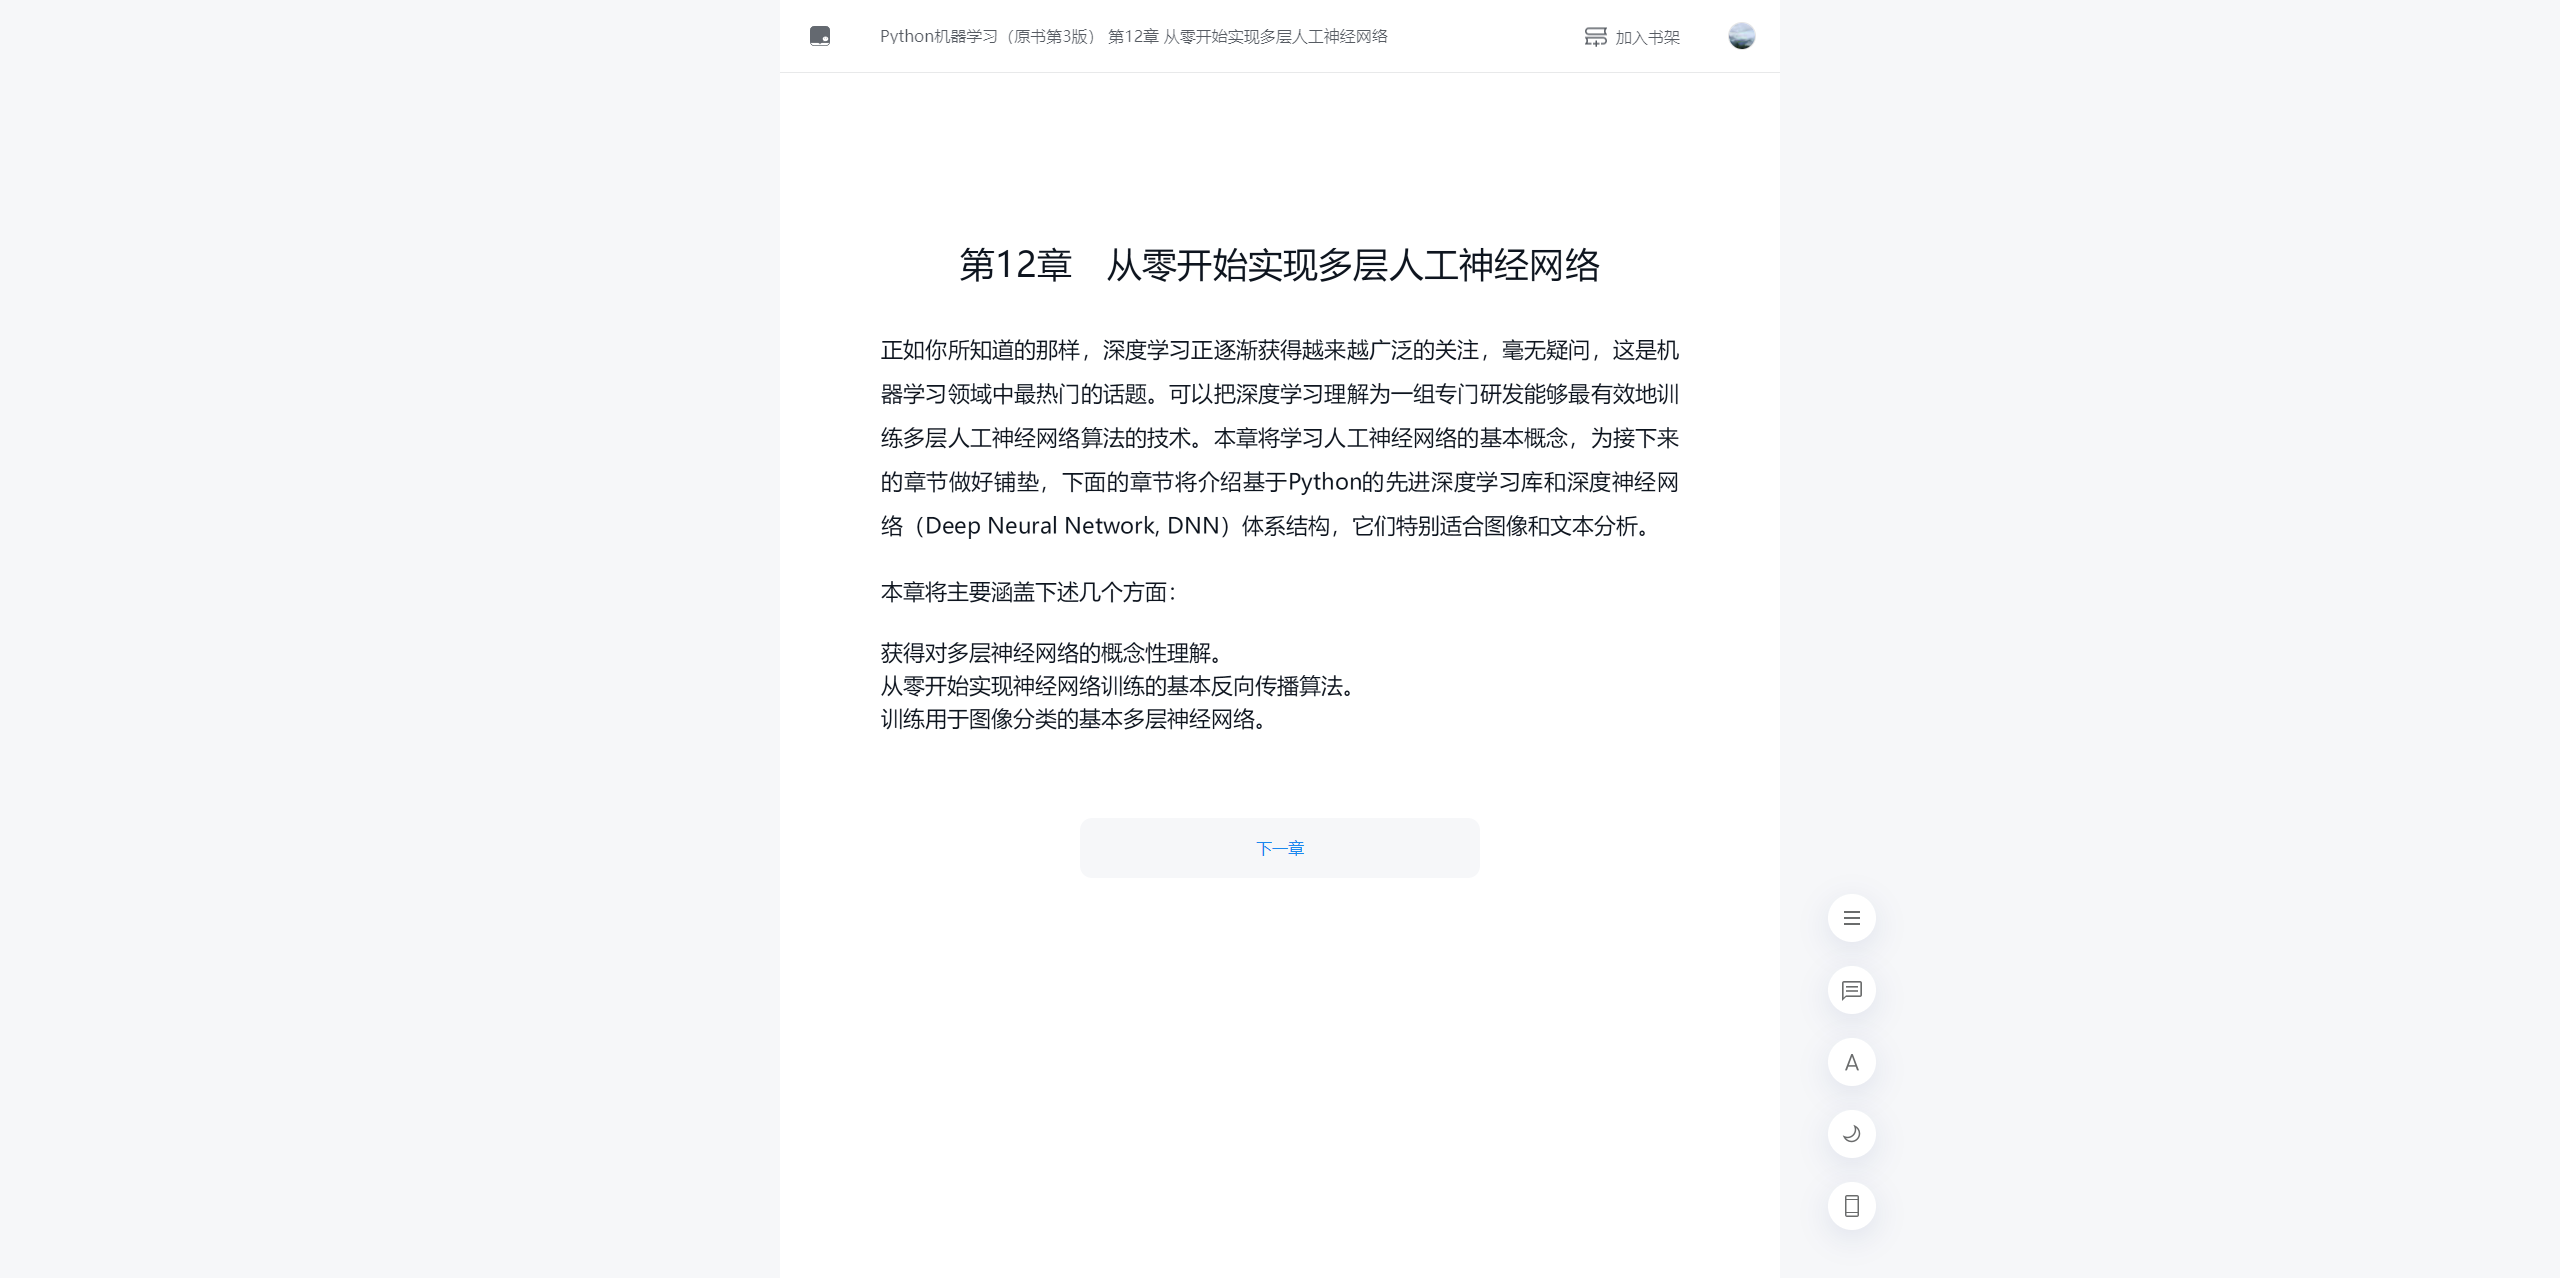 Python机器学习（原书第3版） 第12章 从零开始实现多层人工神经网络
加入书架
第12章　从零开始实现多层人工神经网络
正如你所知道的那样，深度学习正逐渐获得越来越广泛的关注，毫无疑问，这是机
器学习领域中最热门的话题。可以把深度学习理解为一组专门研发能够最有效地训
练多层人工神经网络算法的技术。本章将学习人工神经网络的基本概念，为接下来
的章节做好铺垫，下面的章节将介绍基于Python的先进深度学习库和深度神经网
络（Deep Neural Network, DNN）体系结构，它们特别适合图像和文本分析。
本章将主要涵盖下述几个方面：
获得对多层神经网络的概念性理解。
从零开始实现神经网络训练的基本反向传播算法。
训练用于图像分类的基本多层神经网络。
下一章
A